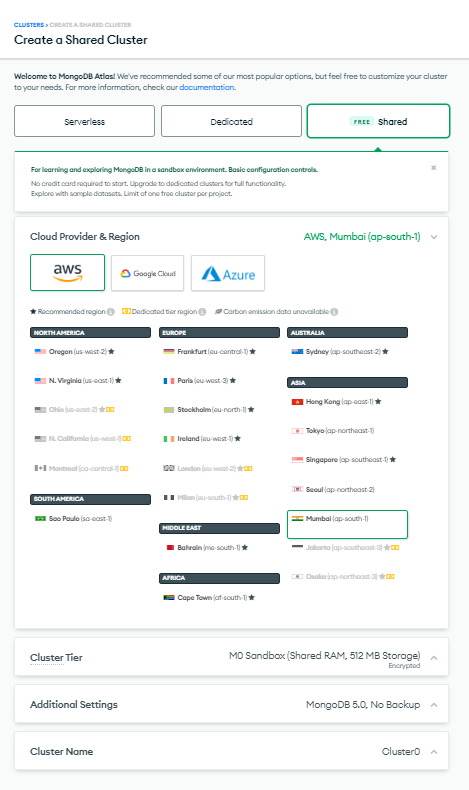 CLUSTERS > CREATE A SHARED CLUSTER
Create a Shared Cluster
Welcome to MongoDB Atlas! We've recommended some of our most popular options, but feel free to customize your cluster
to your needs. For more information, check our documentation.
Serverless
Dedicated
FREE Shared
For learning and exploring MongoDB in a sandbox environment. Basic configuration controls.
No credit card required to start. Upgrade to dedicated clusters for full functionality.
Explore with sample datasets. Limit of one free cluster per project.
Cloud Provider & Region
AWS, Mumbai (ap-south-1)
aws
Google Cloud
Azure
Recommended region
Dedicated tier region
Carbon emission data unavailable
NORTH AMERICA
Oregon (us-west-2)
N. Virginia (us-east-1)
Ohio (us-east-2)
N. California (us-west-1)
Montreal (ca-central-1)
SOUTH AMERICA
Sao Paulo (sa-east-1)
EUROPE
Frankfurt (eu-central-1)
Paris (eu-west-3)
Stockholm (eu-north-1)
Ireland (eu-west-1)
London (eu-west-2)
Milan (eu-south-1)
MIDDLE EAST
Bahrain (me-south-1)
AFRICA
Cape Town (af-south-1)
AUSTRALIA
Sydney (ap-southeast-2)
ASIA
Hong Kong (ap-east-1)
Tokyo (ap-northeast-1)
Singapore (ap-southeast-1)
Seoul (ap-northeast-2)
Mumbai (ap-south-1)
Jakarta (ap-southeast-3)
Osaka (ap-northeast-3)
Cluster Tier
M0 Sandbox (Shared RAM, 512 MB Storage)
Encrypted
Additional Settings
MongoDB 5.0, No Backup
Cluster Name
Cluster0